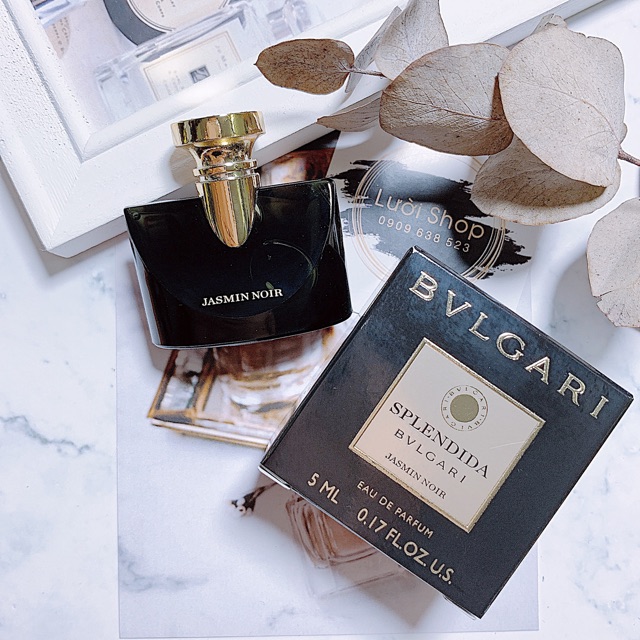 Lười Shop
0909 638 523
JASMIN NOIR
BVLGARI
BVLGARI
SPLENDIDA
BVLGARI
JASMIN NOIR
EAU DE PARFUM
5 ML 0.17 FL.OZ.U.S.